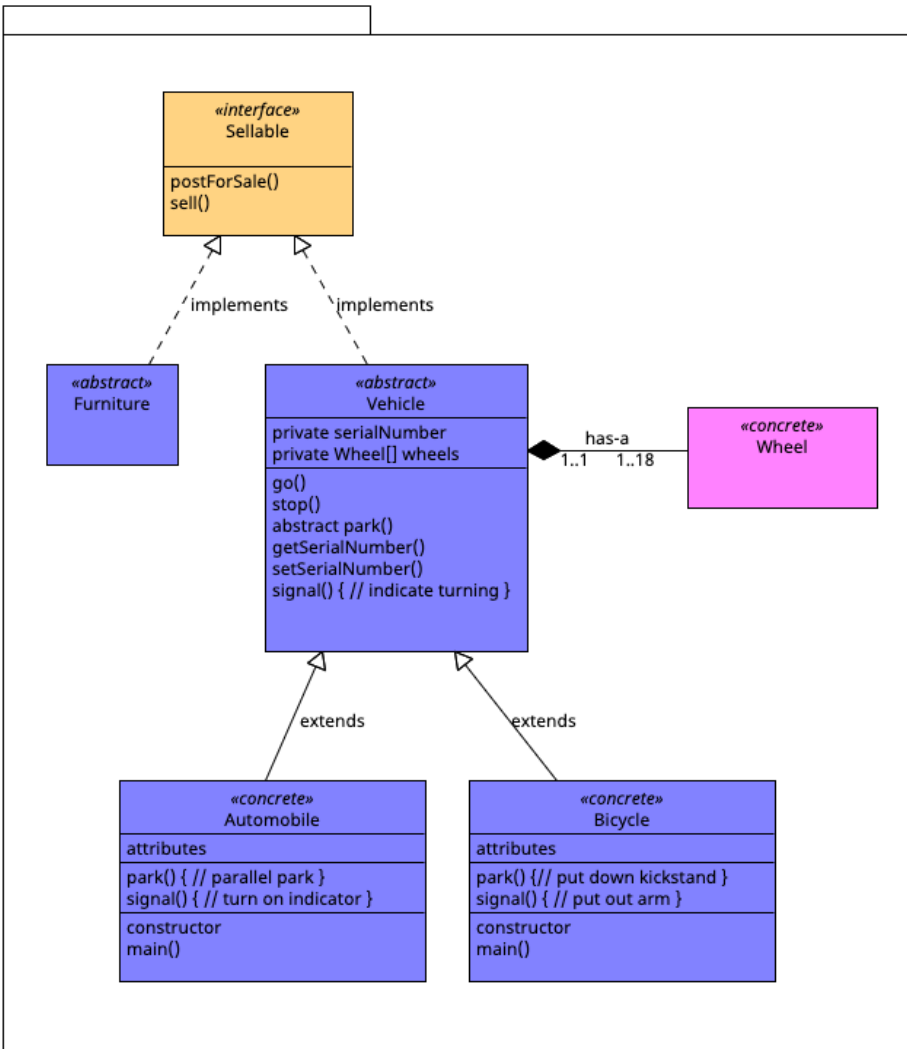 «interface»
Sellable
postForSale()
sell()
implements
implements
«abstract»
Furniture
«abstract»
Vehicle
private serialNumber
private Wheel[] wheels
go()
stop()
abstract park()
getSerialNumber()
setSerialNumber()
signal() { // indicate turning }
has-a
1..1
1..18
«concrete»
Wheel
extends
extends
«concrete»
Automobile
attributes
park() { // parallel park }
signal() { // turn on indicator }
constructor
main()
«concrete»
Bicycle
attributes
park() {// put down kickstand }
signal() { // put out arm }
constructor
main()